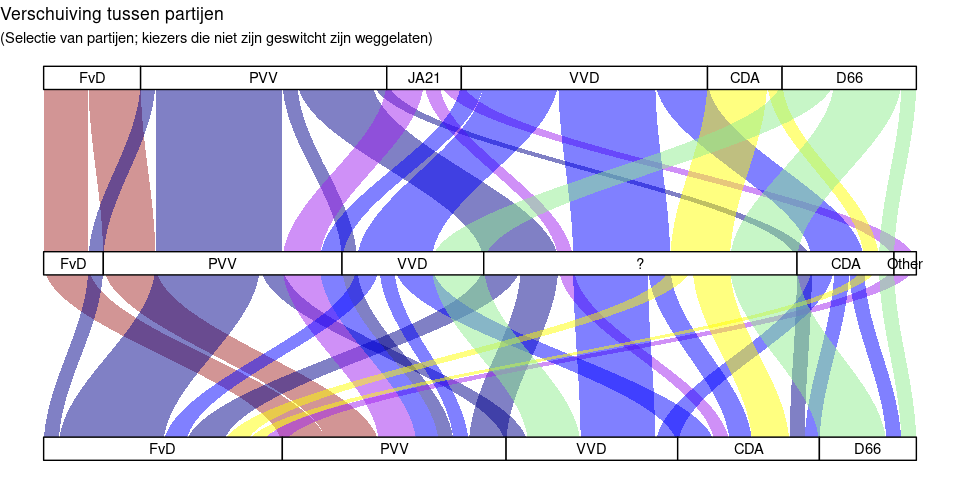 Verschuiving tussen partijen
(Selectie van partijen; kiezers die niet zijn geswitcht zijn weggelaten)
FvD PVV JA21 VVD CDA D66
FvD PVV VVD ? CDA Other
FvD PVV VVD CDA D66